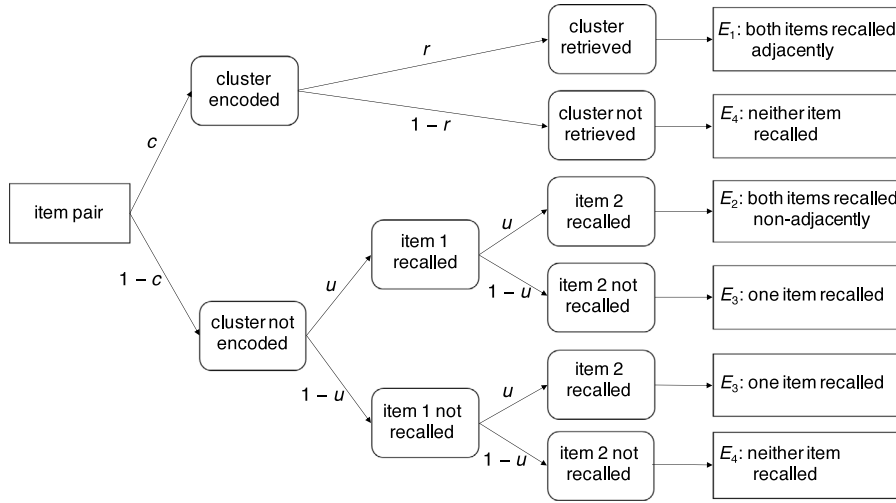 cluster
retrieved
E1: both items recalled
adjacently
r
cluster
encoded
1 – r
cluster not
retrieved
E4: neither item
recalled
c
item pair
1 – c
item 2
recalled
E2: both items recalled
non-adjacently
u
item 1
recalled
1 – u
item 2 not
recalled
E3: one item recalled
u
cluster not
encoded
1 – u
item 2
recalled
E3: one item recalled
u
item 1 not
recalled
1 – u
item 2 not
recalled
E4: neither item
recalled